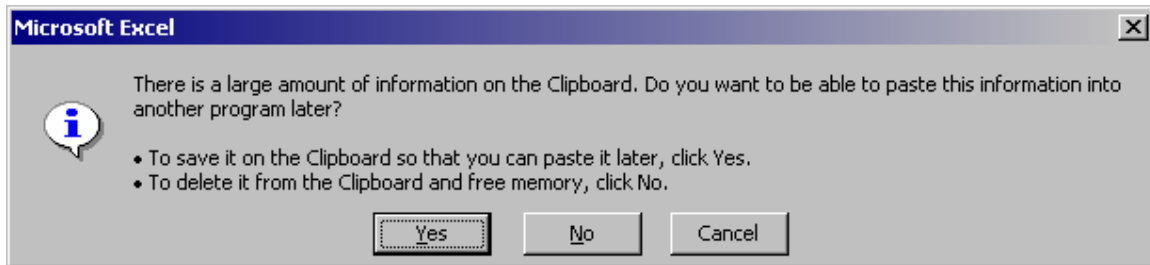 Microsoft Excel
There is a large amount of information on the Clipboard. Do you want to be able to paste this information into
another program later?
• To save it on the Clipboard so that you can paste it later, click Yes.
• To delete it from the Clipboard and free memory, click No.
Yes No Cancel